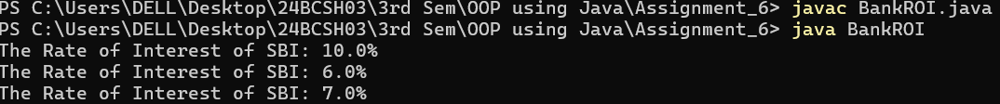 PS C:\Users\DELL\Desktop\24BCSH03\3rd Sem\OOP using Java\Assignment_6> javac BankROI.java
PS C:\Users\DELL\Desktop\24BCSH03\3rd Sem\OOP using Java\Assignment_6> java BankROI
The Rate of Interest of SBI: 10.0%
The Rate of Interest of SBI: 6.0%
The Rate of Interest of SBI: 7.0%